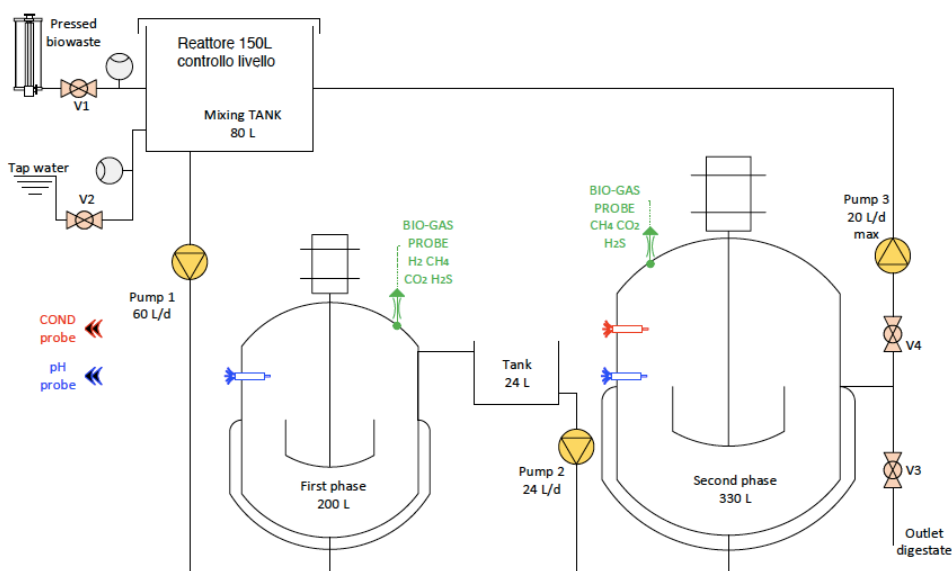 Pressed
biowaste
V1
Reattore 150L
controllo livello
Mixing TANK
80 L
Tap water
V2
Pump 1
60 L/d
COND
probe
pH
probe
BIO-GAS
PROBE
H2 CH4
CO2 H2S
First phase
200 L
Tank
24 L
Pump 2
24 L/d
BIO-GAS
PROBE
CH4 CO2
H2S
Second phase
330 L
Pump 3
20 L/d
max
V4
V3
Outlet
digestate